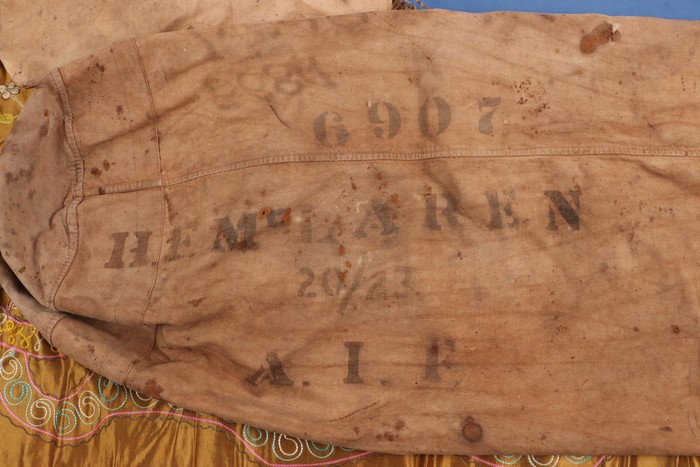 6907
H F McLAREN
20/23
A. I. F